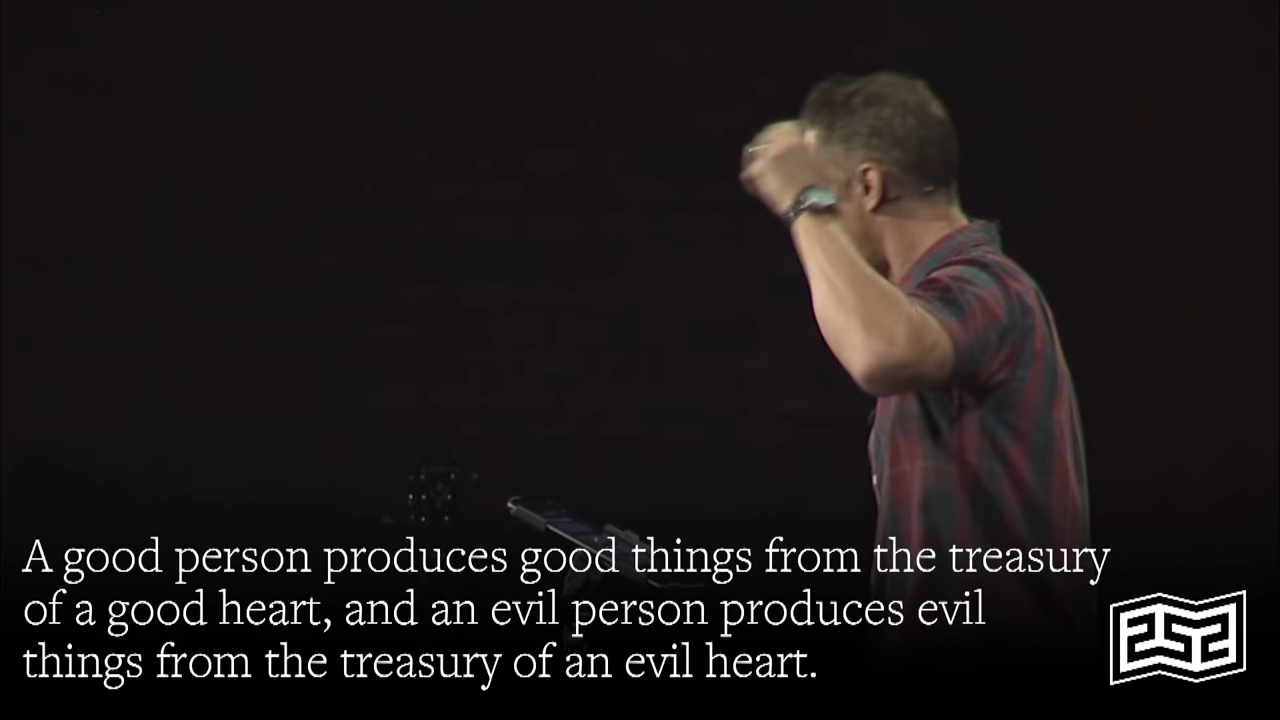 A good person produces good things from the treasury
of a good heart, and an evil person produces evil
things from the treasury of an evil heart.
252